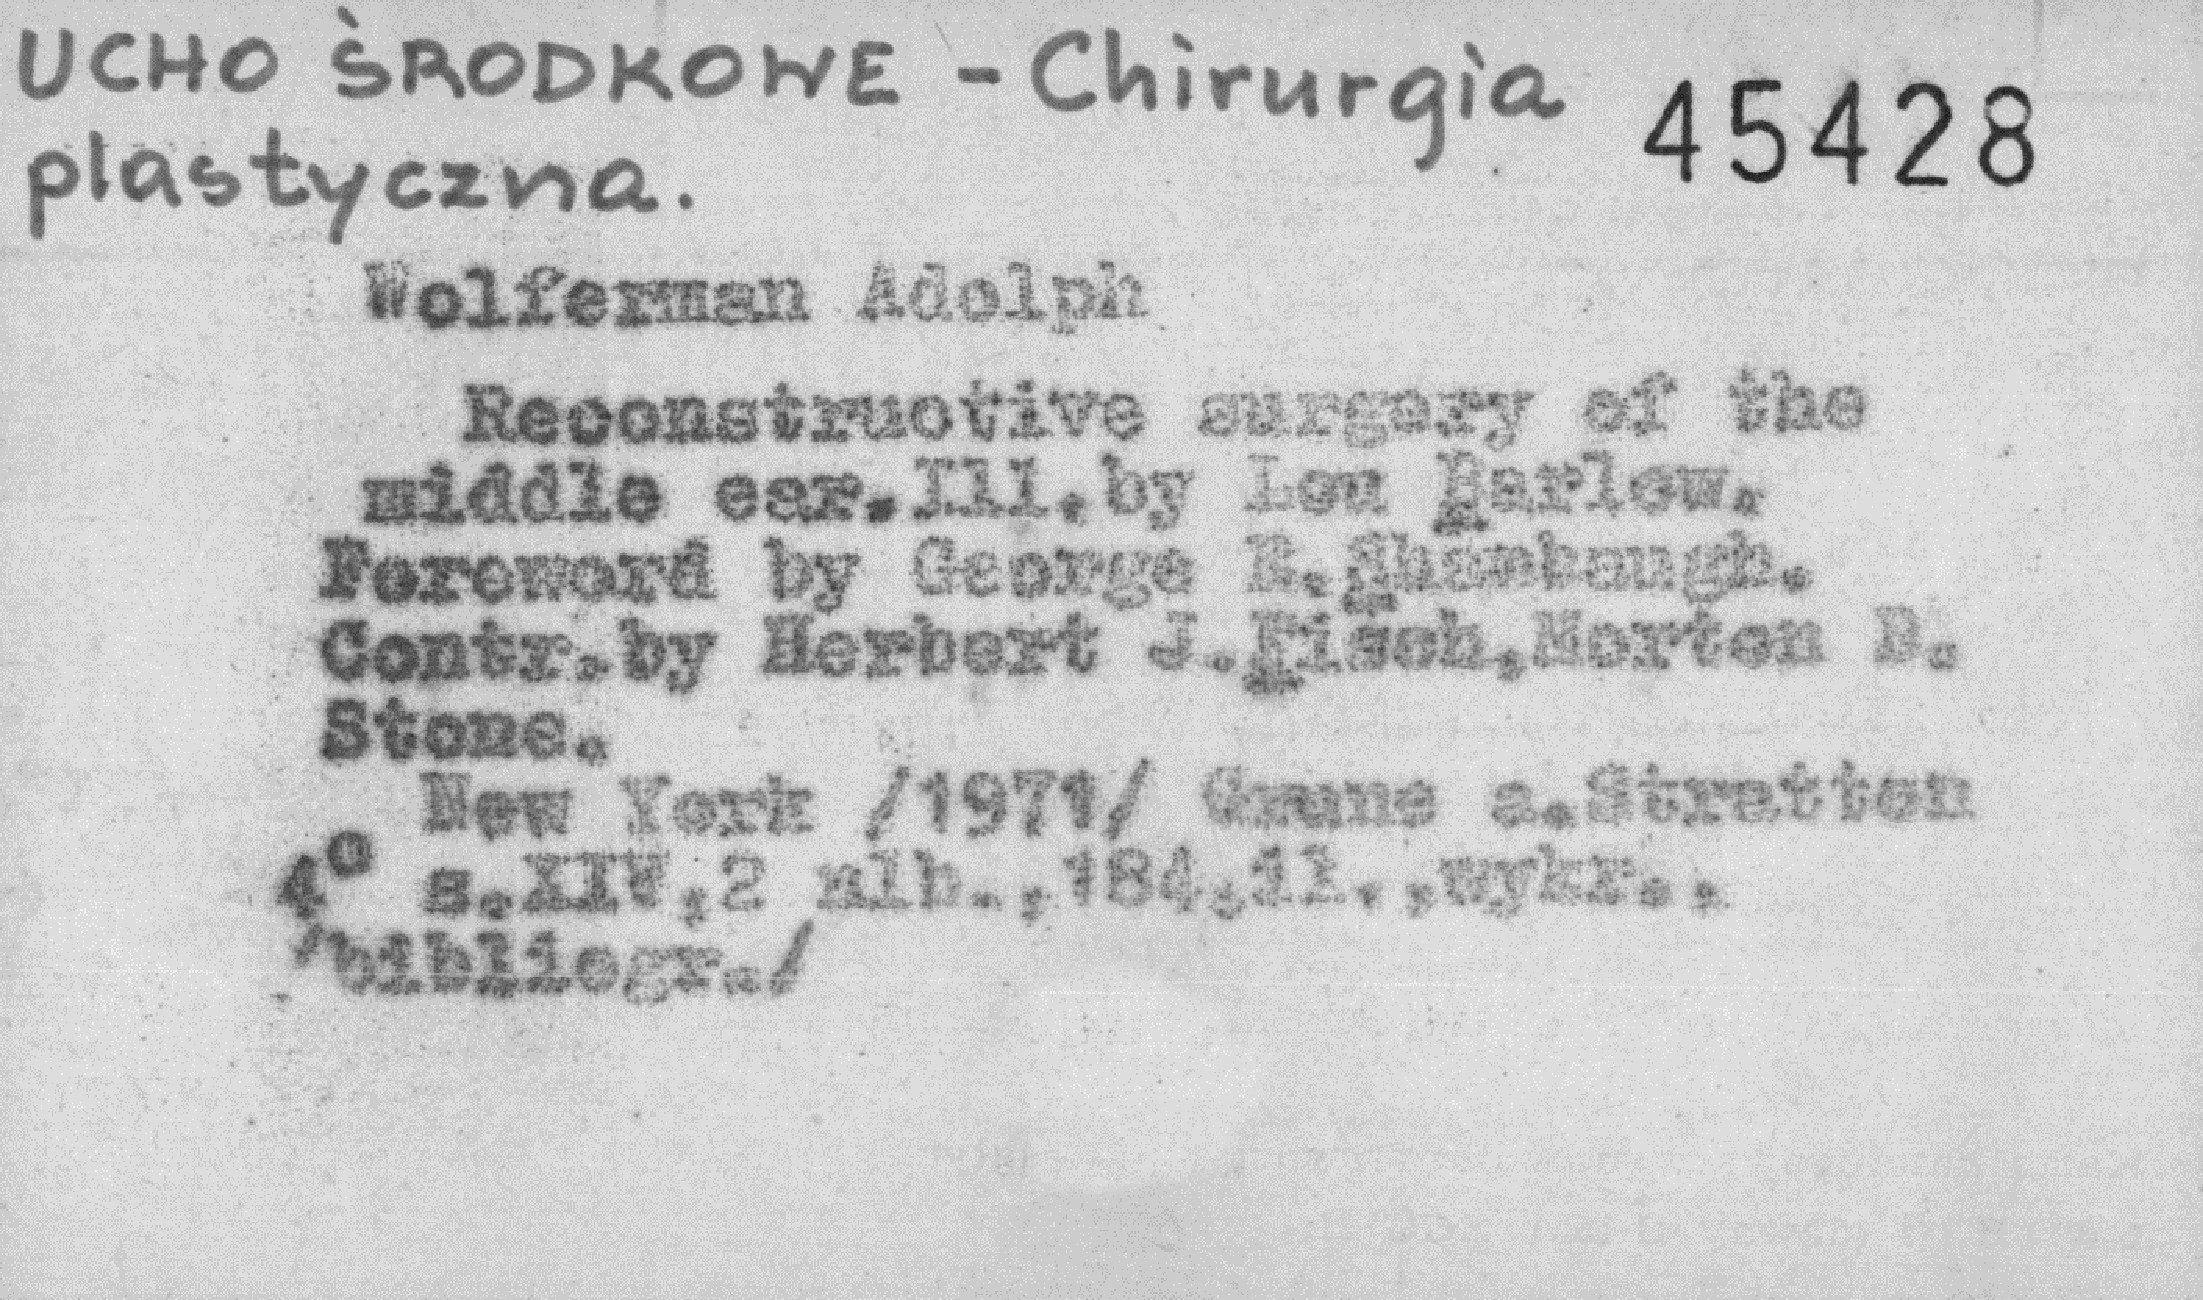 UCHO ŚRODKOWE - Chirurgia 45428
plastyczna.
Wolferman Adolph
Reconstructive surgery of the
middle ear.Ill.by Lou Barlow.
Foreword by George E.Shambaugh.
Contr.by Herbert J.Fisch,Morton D.
Stone.
New York /1971/ Grune a.Stratton
4° s.XIV,2 nlb.,184,il.,wykr.,
/bibliogr./